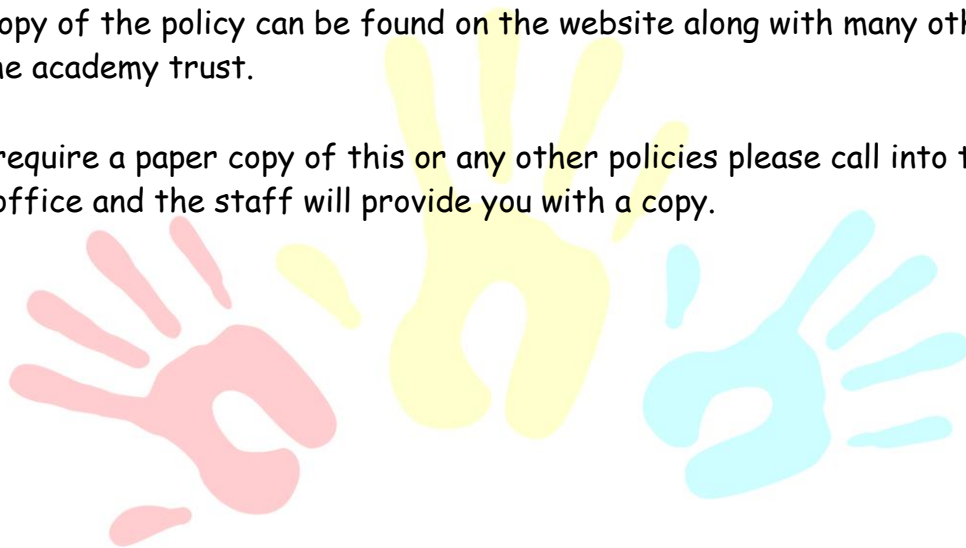 opy of the policy can be found on the website along with many oth
ne academy trust.
require a paper copy of this or any other policies please call into t
office and the staff will provide you with a copy.